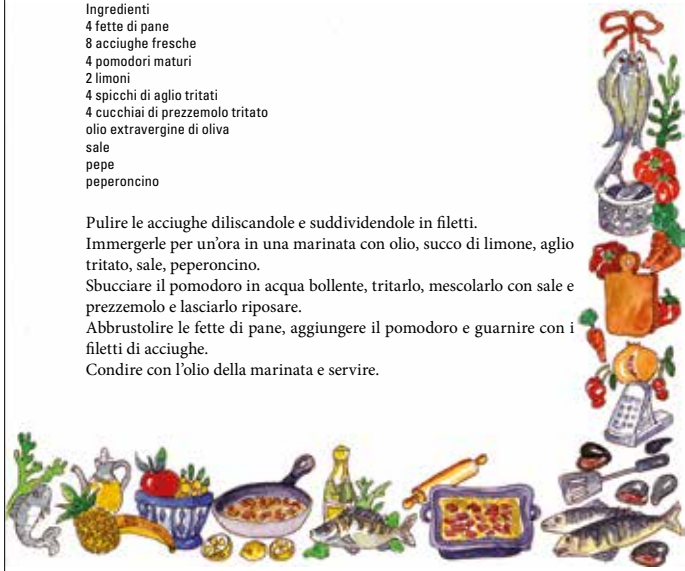 Ingredienti
4 fette di pane
8 acciughe fresche
4 pomodori maturi
2 limoni
4 spicchi di aglio tritati
4 cucchiai di prezzemolo tritato
olio extravergine di oliva
sale
pepe
peperoncino
Pulire le acciughe diliscandole e suddividendole in filetti.
Immergerle per un'ora in una marinata con olio, succo di limone, aglio
tritato, sale, peperoncino.
Sbucciare il pomodoro in acqua bollente, tritarlo, mescolarlo con sale e
prezzemolo e lasciarlo riposare.
Abbrustolire le fette di pane, aggiungere il pomodoro e guarnire con i
filetti di acciughe.
Condire con l'olio della marinata e servire.